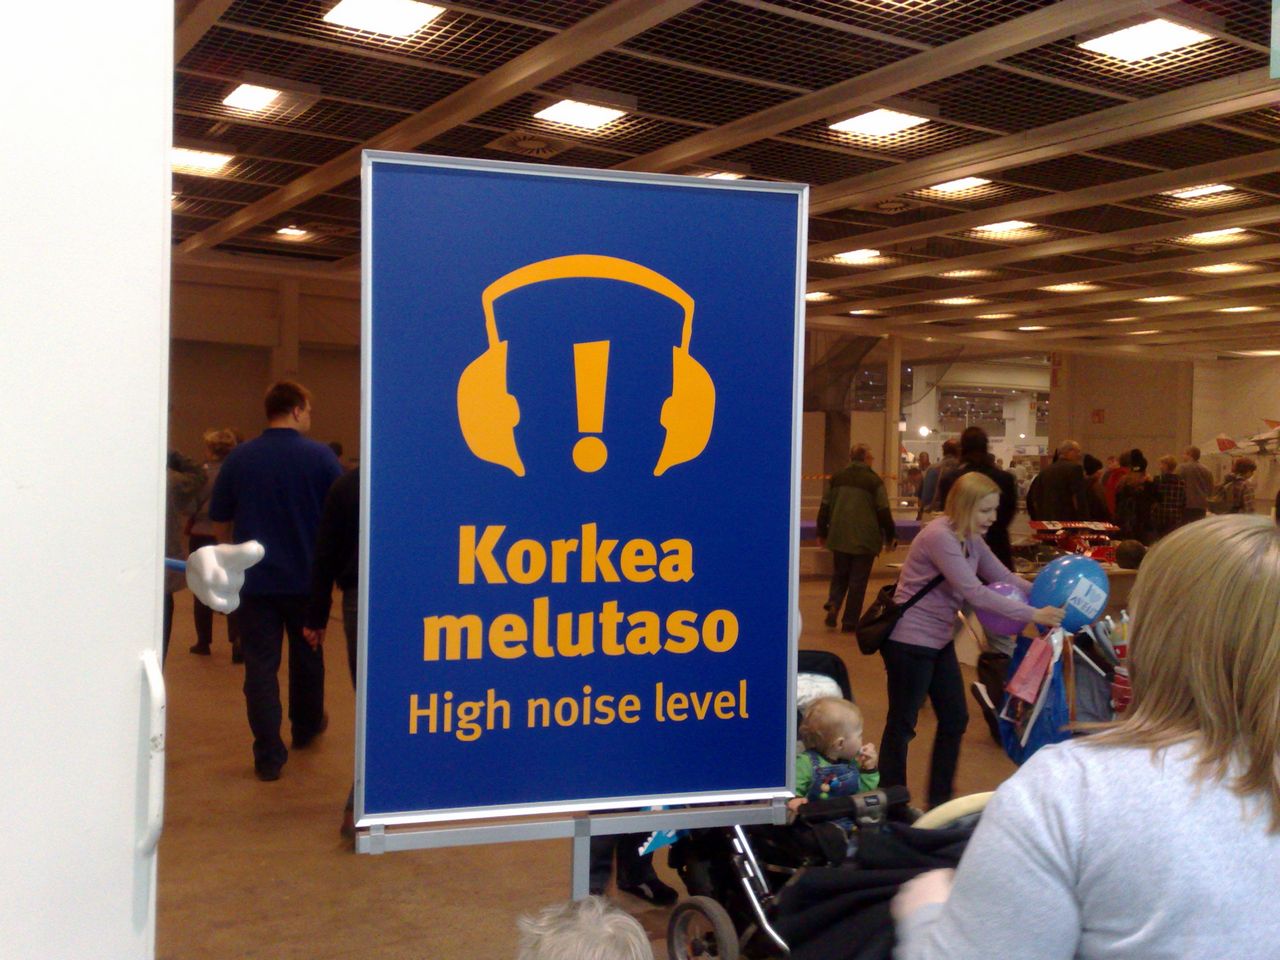 Korkea
melutaso
High noise level